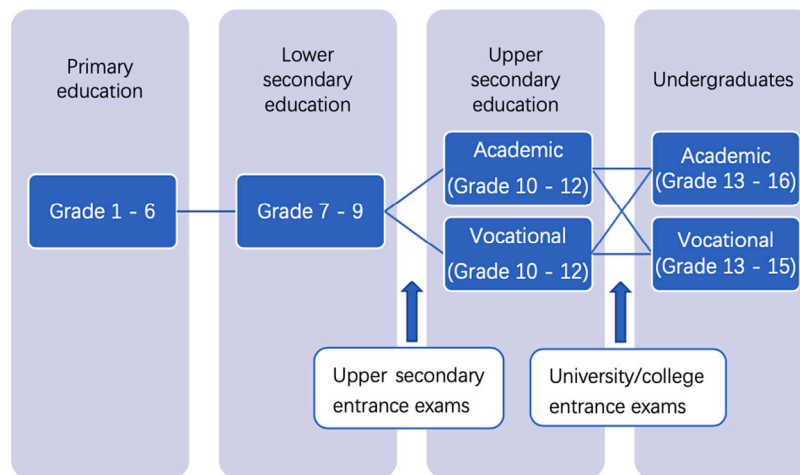 Primary
education
Lower
secondary
education
Upper
secondary
education
Undergraduates
Grade 1 - 6
Grade 7 - 9
Academic
(Grade 10 - 12)
Vocational
(Grade 10 - 12)
Academic
(Grade 13 - 16)
Vocational
(Grade 13 - 15)
Upper secondary
entrance exams
University/college
entrance exams